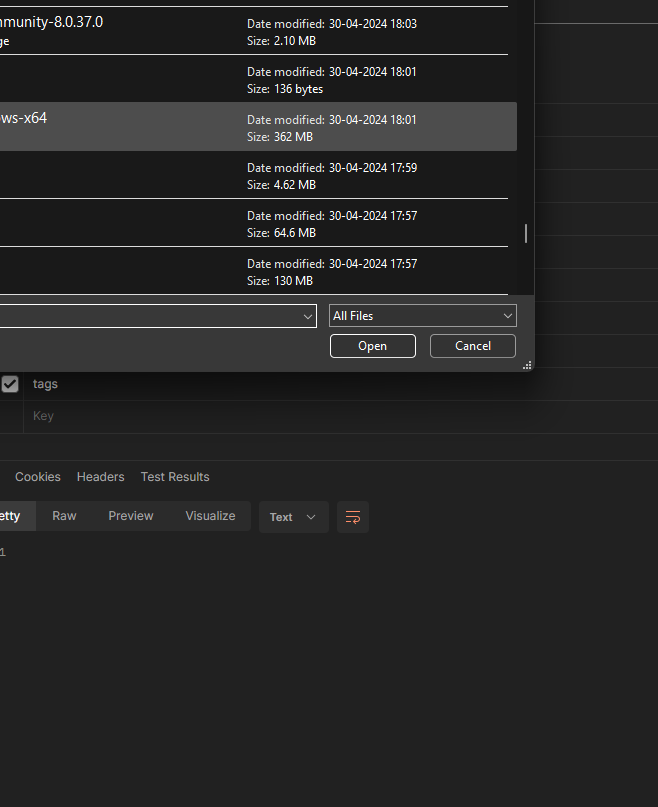 mmunity-8.0.37.0
Date modified: 30-04-2024 18:03
ge
Size: 2.10 MB
Date modified: 30-04-2024 18:01
Size: 136 bytes
ws-x64
Date modified: 30-04-2024 18:01
Size: 362 MB
Date modified: 30-04-2024 17:59
Size: 4.62 MB
Date modified: 30-04-2024 17:57
Size: 64.6 MB
Date modified: 30-04-2024 17:57
Size: 130 MB
All Files
Open Cancel
tags
Key
Cookies Headers Test Results
etty Raw Preview Visualize Text
1